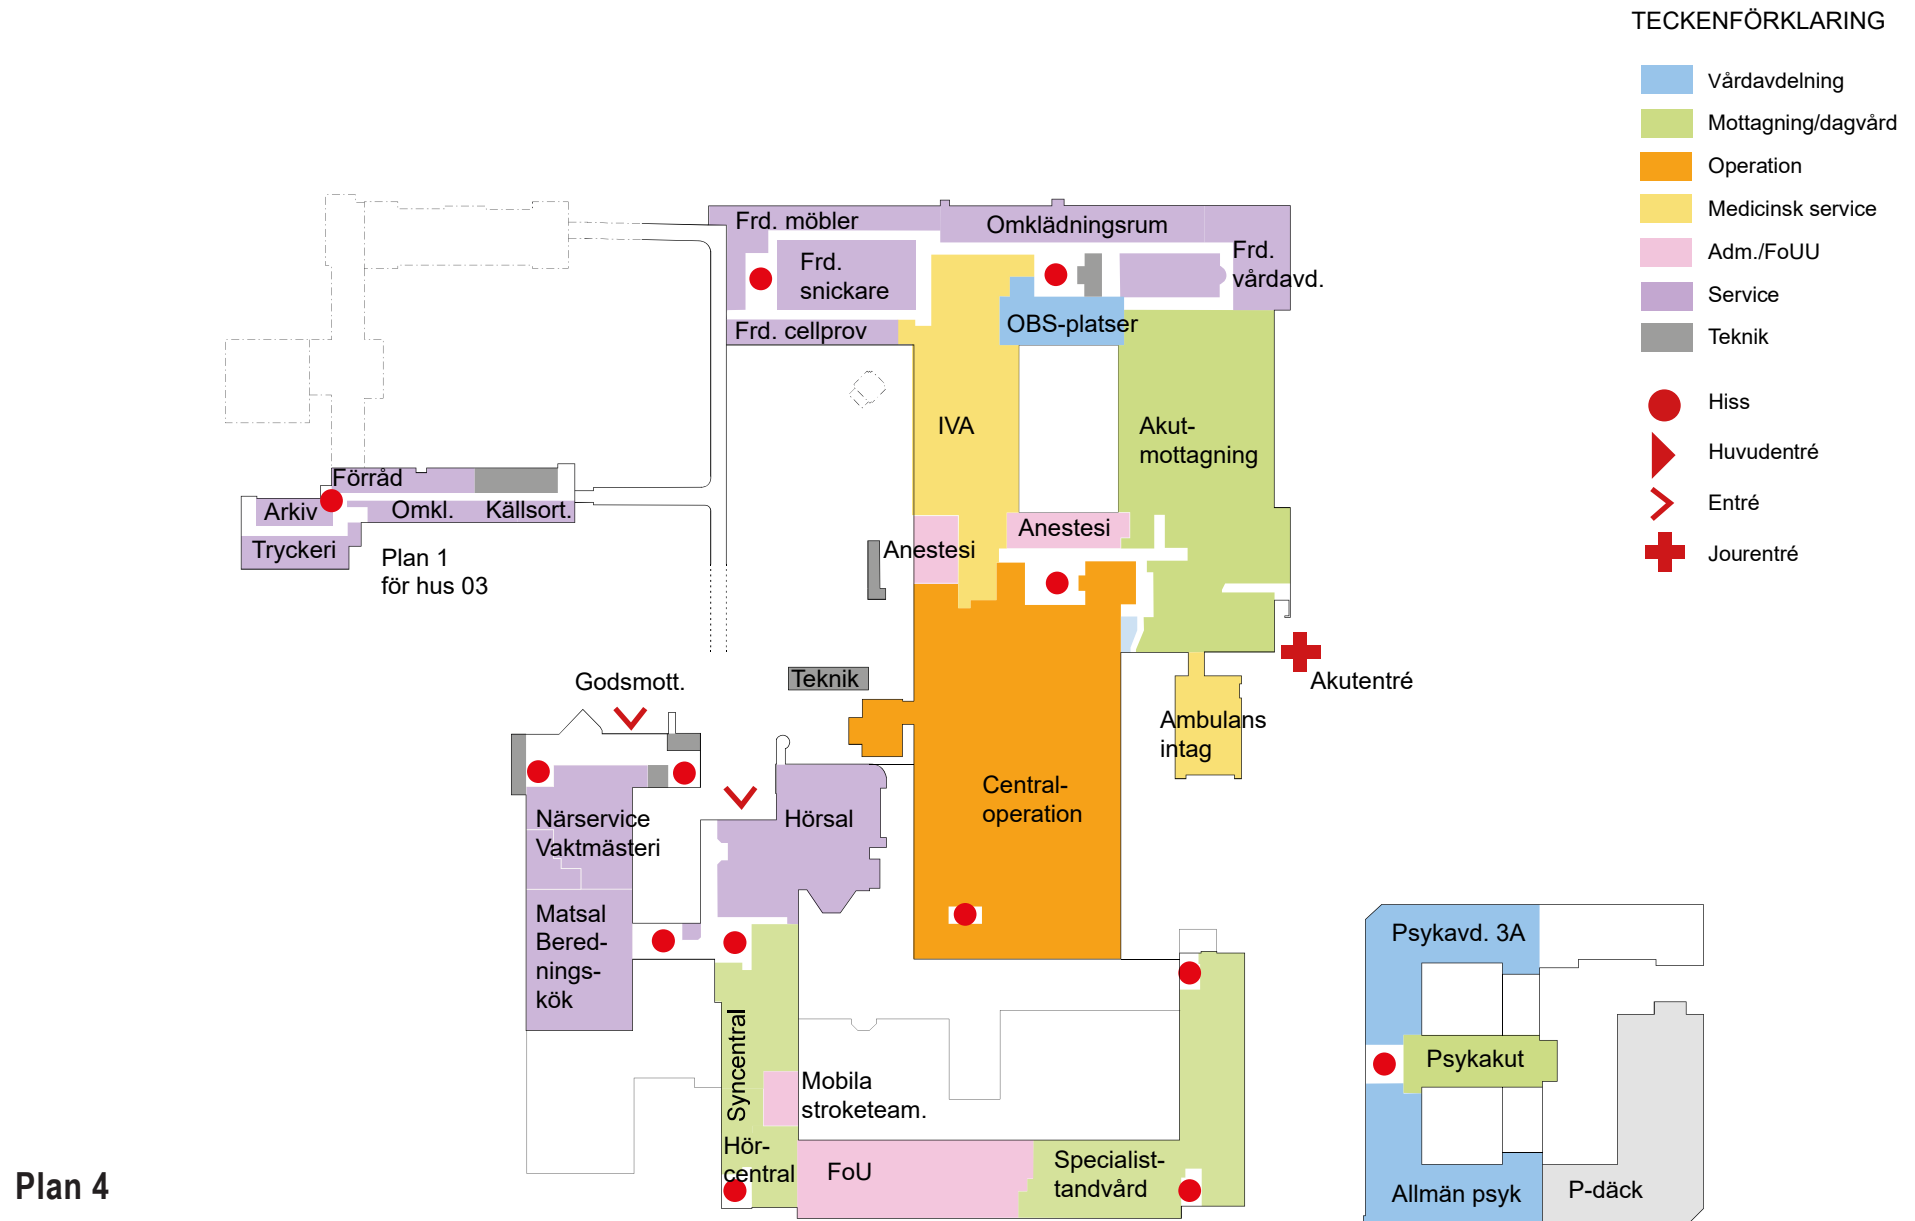 TECKENFÖRKLARING
Vårdavdelning
Mottagning/dagvård
Operation
Medicinsk service
Adm./FoUU
Service
Teknik
Hiss
Huvudentré
Entré
Jourentré
Frd. möbler
Omklädningsrum
Frd.
snickare
Frd.
vårdavd.
Frd. cellprov
OBS-platser
IVA
Akut-
mottagning
Förråd
Arkiv
Omkl.
Källsort.
Tryckeri
Plan 1
för hus 03
Anestesi
Anestesi
Teknik
Godsmott.
Akutentré
Ambulans
intag
Central-
operation
Närservice
Vaktmästeri
Hörsal
Matsal
Bered-
nings-
kök
Syncentral
Mobila
stroketeam.
Hör-
central
FoU
Specialist-
tandvård
Psykavd. 3A
Psykakut
Allmän psyk
P-däck
Plan 4